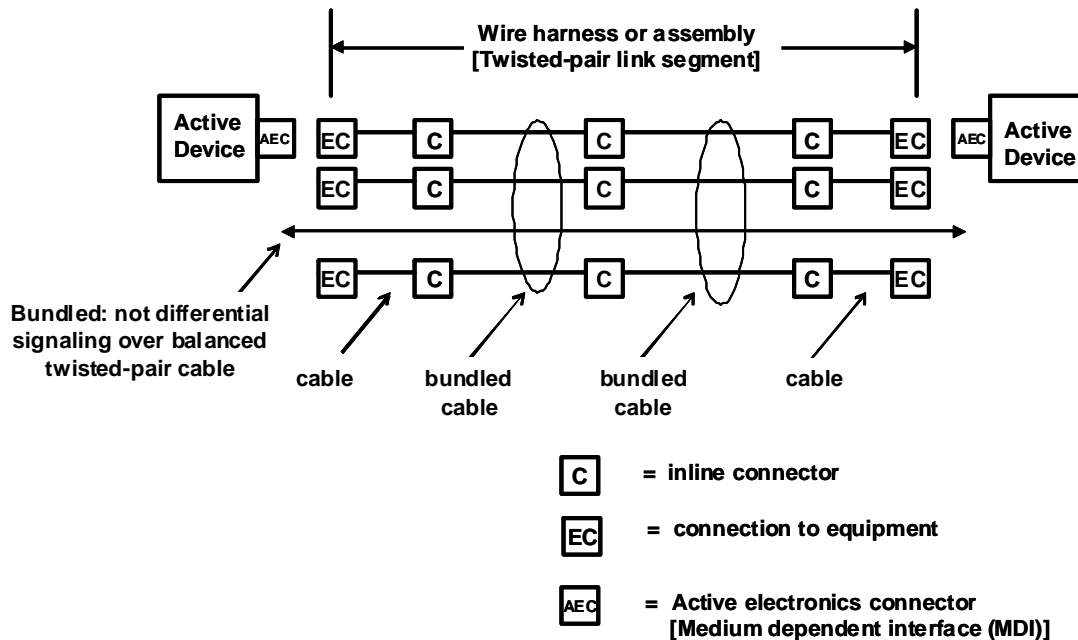 Wire harness or assembly
[Twisted-pair link segment]
Active
Device
AEC
EC C C C EC
AEC
Active
Device
EC C C C EC
EC C C C EC
Bundled: not differential
signaling over balanced
twisted-pair cable
cable
bundled
cable
bundled
cable
cable
C = inline connector
EC = connection to equipment
AEC = Active electronics connector
[Medium dependent interface (MDI)]